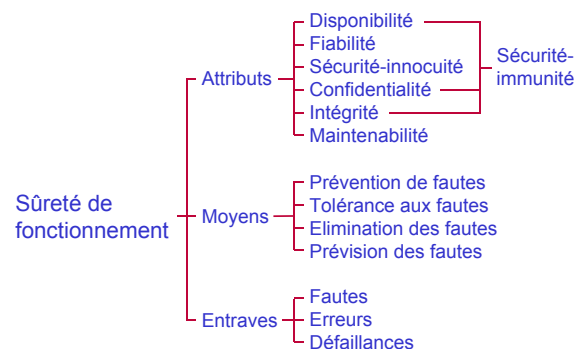 Sûreté de
fonctionnement
Attributs
Disponibilité
Fiabilité
Sécurité-innocuité
Confidentialité
Intégrité
Maintenabilité
Sécurité-
immunité
Moyens
Prévention de fautes
Tolérance aux fautes
Elimination des fautes
Prévision des fautes
Entraves
Fautes
Erreurs
Défaillances